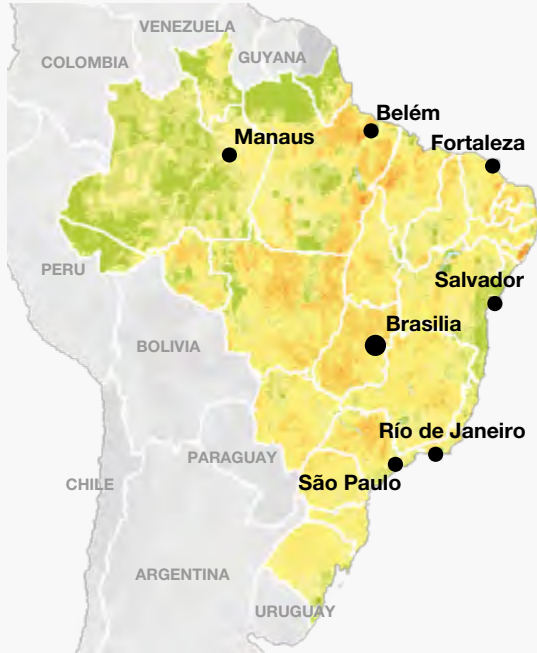 VENEZUELA
GUYANA
COLOMBIA
Belém
Manaus
Fortaleza
PERU
Salvador
Brasilia
BOLIVIA
Río de Janeiro
PARAGUAY
São Paulo
CHILE
ARGENTINA
URUGUAY